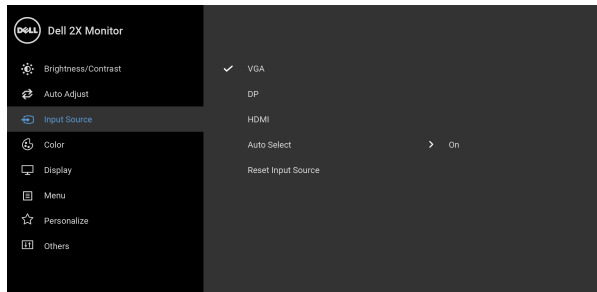 DELL Dell 2X Monitor
Brightness/Contrast
Auto Adjust
Input Source
Color
Display
Menu
Personalize
Others
VGA
DP
HDMI
Auto Select On
Reset Input Source